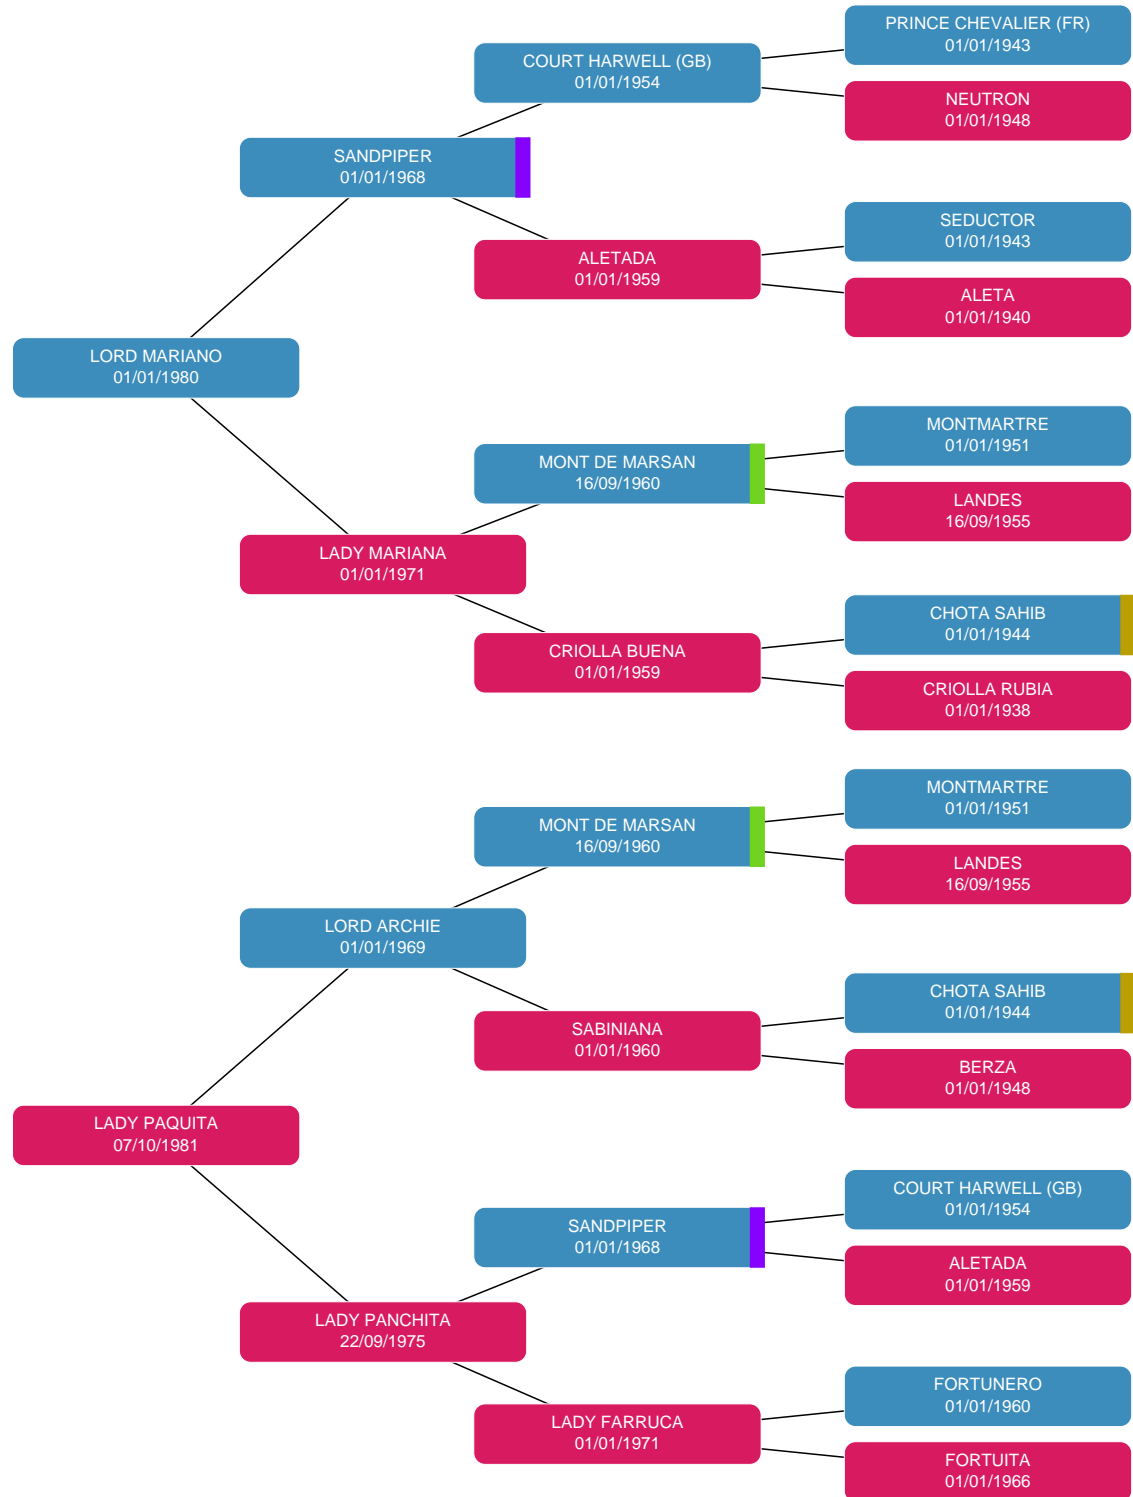 PRINCE CHEVALIER (FR)
01/01/1943
COURT HARWELL (GB)
01/01/1954
NEUTRON
01/01/1948
SANDPIPER
01/01/1968
SEDUCTOR
01/01/1943
ALETADA
01/01/1959
ALETA
01/01/1940
LORD MARIANO
01/01/1980
MONTMARTRE
01/01/1951
MONT DE MARSAN
16/09/1960
LANDES
16/09/1955
LADY MARIANA
01/01/1971
CHOTA SAHIB
01/01/1944
CRIOLLA BUENA
01/01/1959
CRIOLLA RUBIA
01/01/1938
MONTMARTRE
01/01/1951
MONT DE MARSAN
16/09/1960
LANDES
16/09/1955
LORD ARCHIE
01/01/1969
CHOTA SAHIB
01/01/1944
SABINIANA
01/01/1960
BERZA
01/01/1948
LADY PAQUITA
07/10/1981
COURT HARWELL (GB)
01/01/1954
SANDPIPER
01/01/1968
ALETADA
01/01/1959
LADY PANCHITA
22/09/1975
FORTUNERO
01/01/1960
LADY FARRUCA
01/01/1971
FORTUITA
01/01/1966